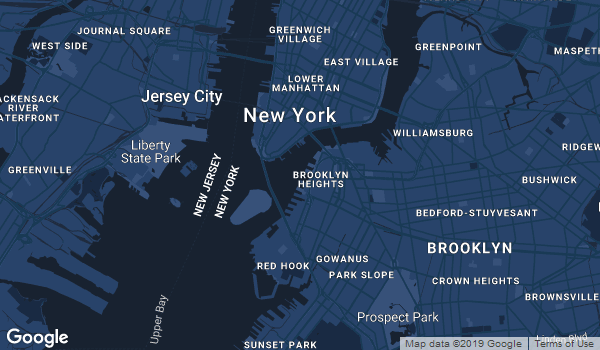 JOURNAL SQUARE
GREENWICH
VILLAGE
WEST SIDE
GREENPOINT
MASPETH
EAST VILLAGE
LOWER
MANHATTAN
Jersey City
ACKENSACK
RIVER
ATERFRONT
New York
WILLIAMSBURG
Liberty
State Park
RIDGEW
GREENVILLE
NEW JERSEY
NEW YORK
BROOKLYN
HEIGHTS
BUSHWICK
BEDFORD-STUYVESANT
BROOKLYN
GOWANUS
RED HOOK
PARK SLOPE
CROWN HEIGHTS
BROWNSVILLE
Upper Bay
Prospect Park
Linden Blvd
Google
SUNSET PARK
Map data ©2019 Google
Terms of Use